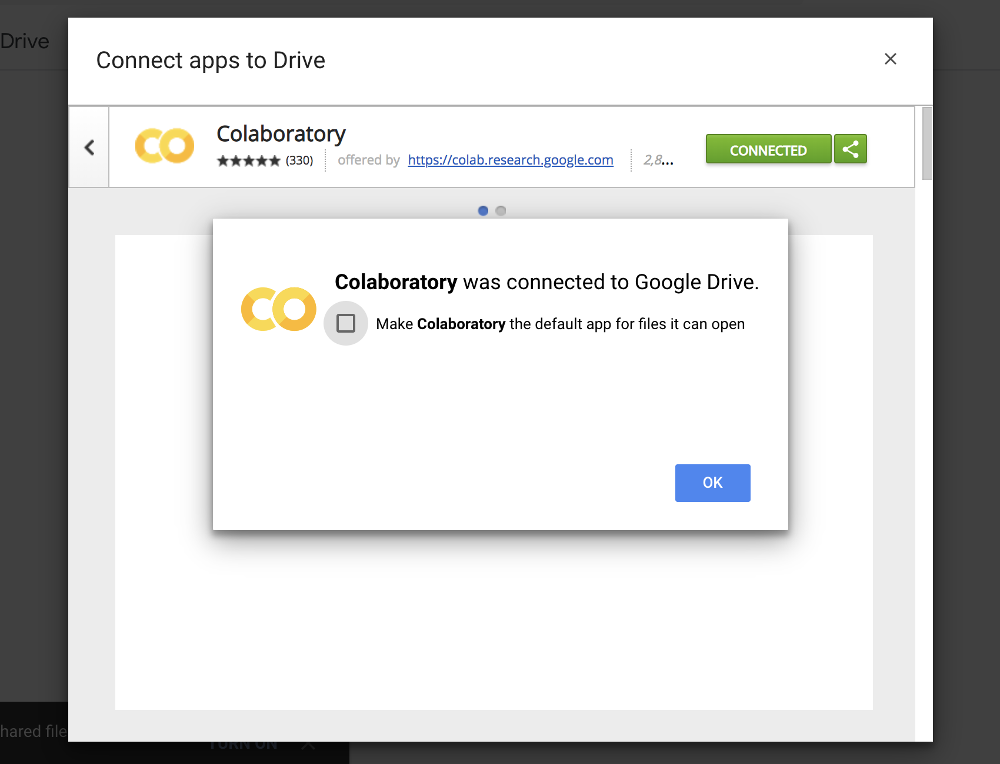 Drive
Connect apps to Drive
Colaboratory
(330) offered by https://colab.research.google.com 2,8...
CONNECTED
Colaboratory was connected to Google Drive.
Make Colaboratory the default app for files it can open
OK
hared file
TURN ON